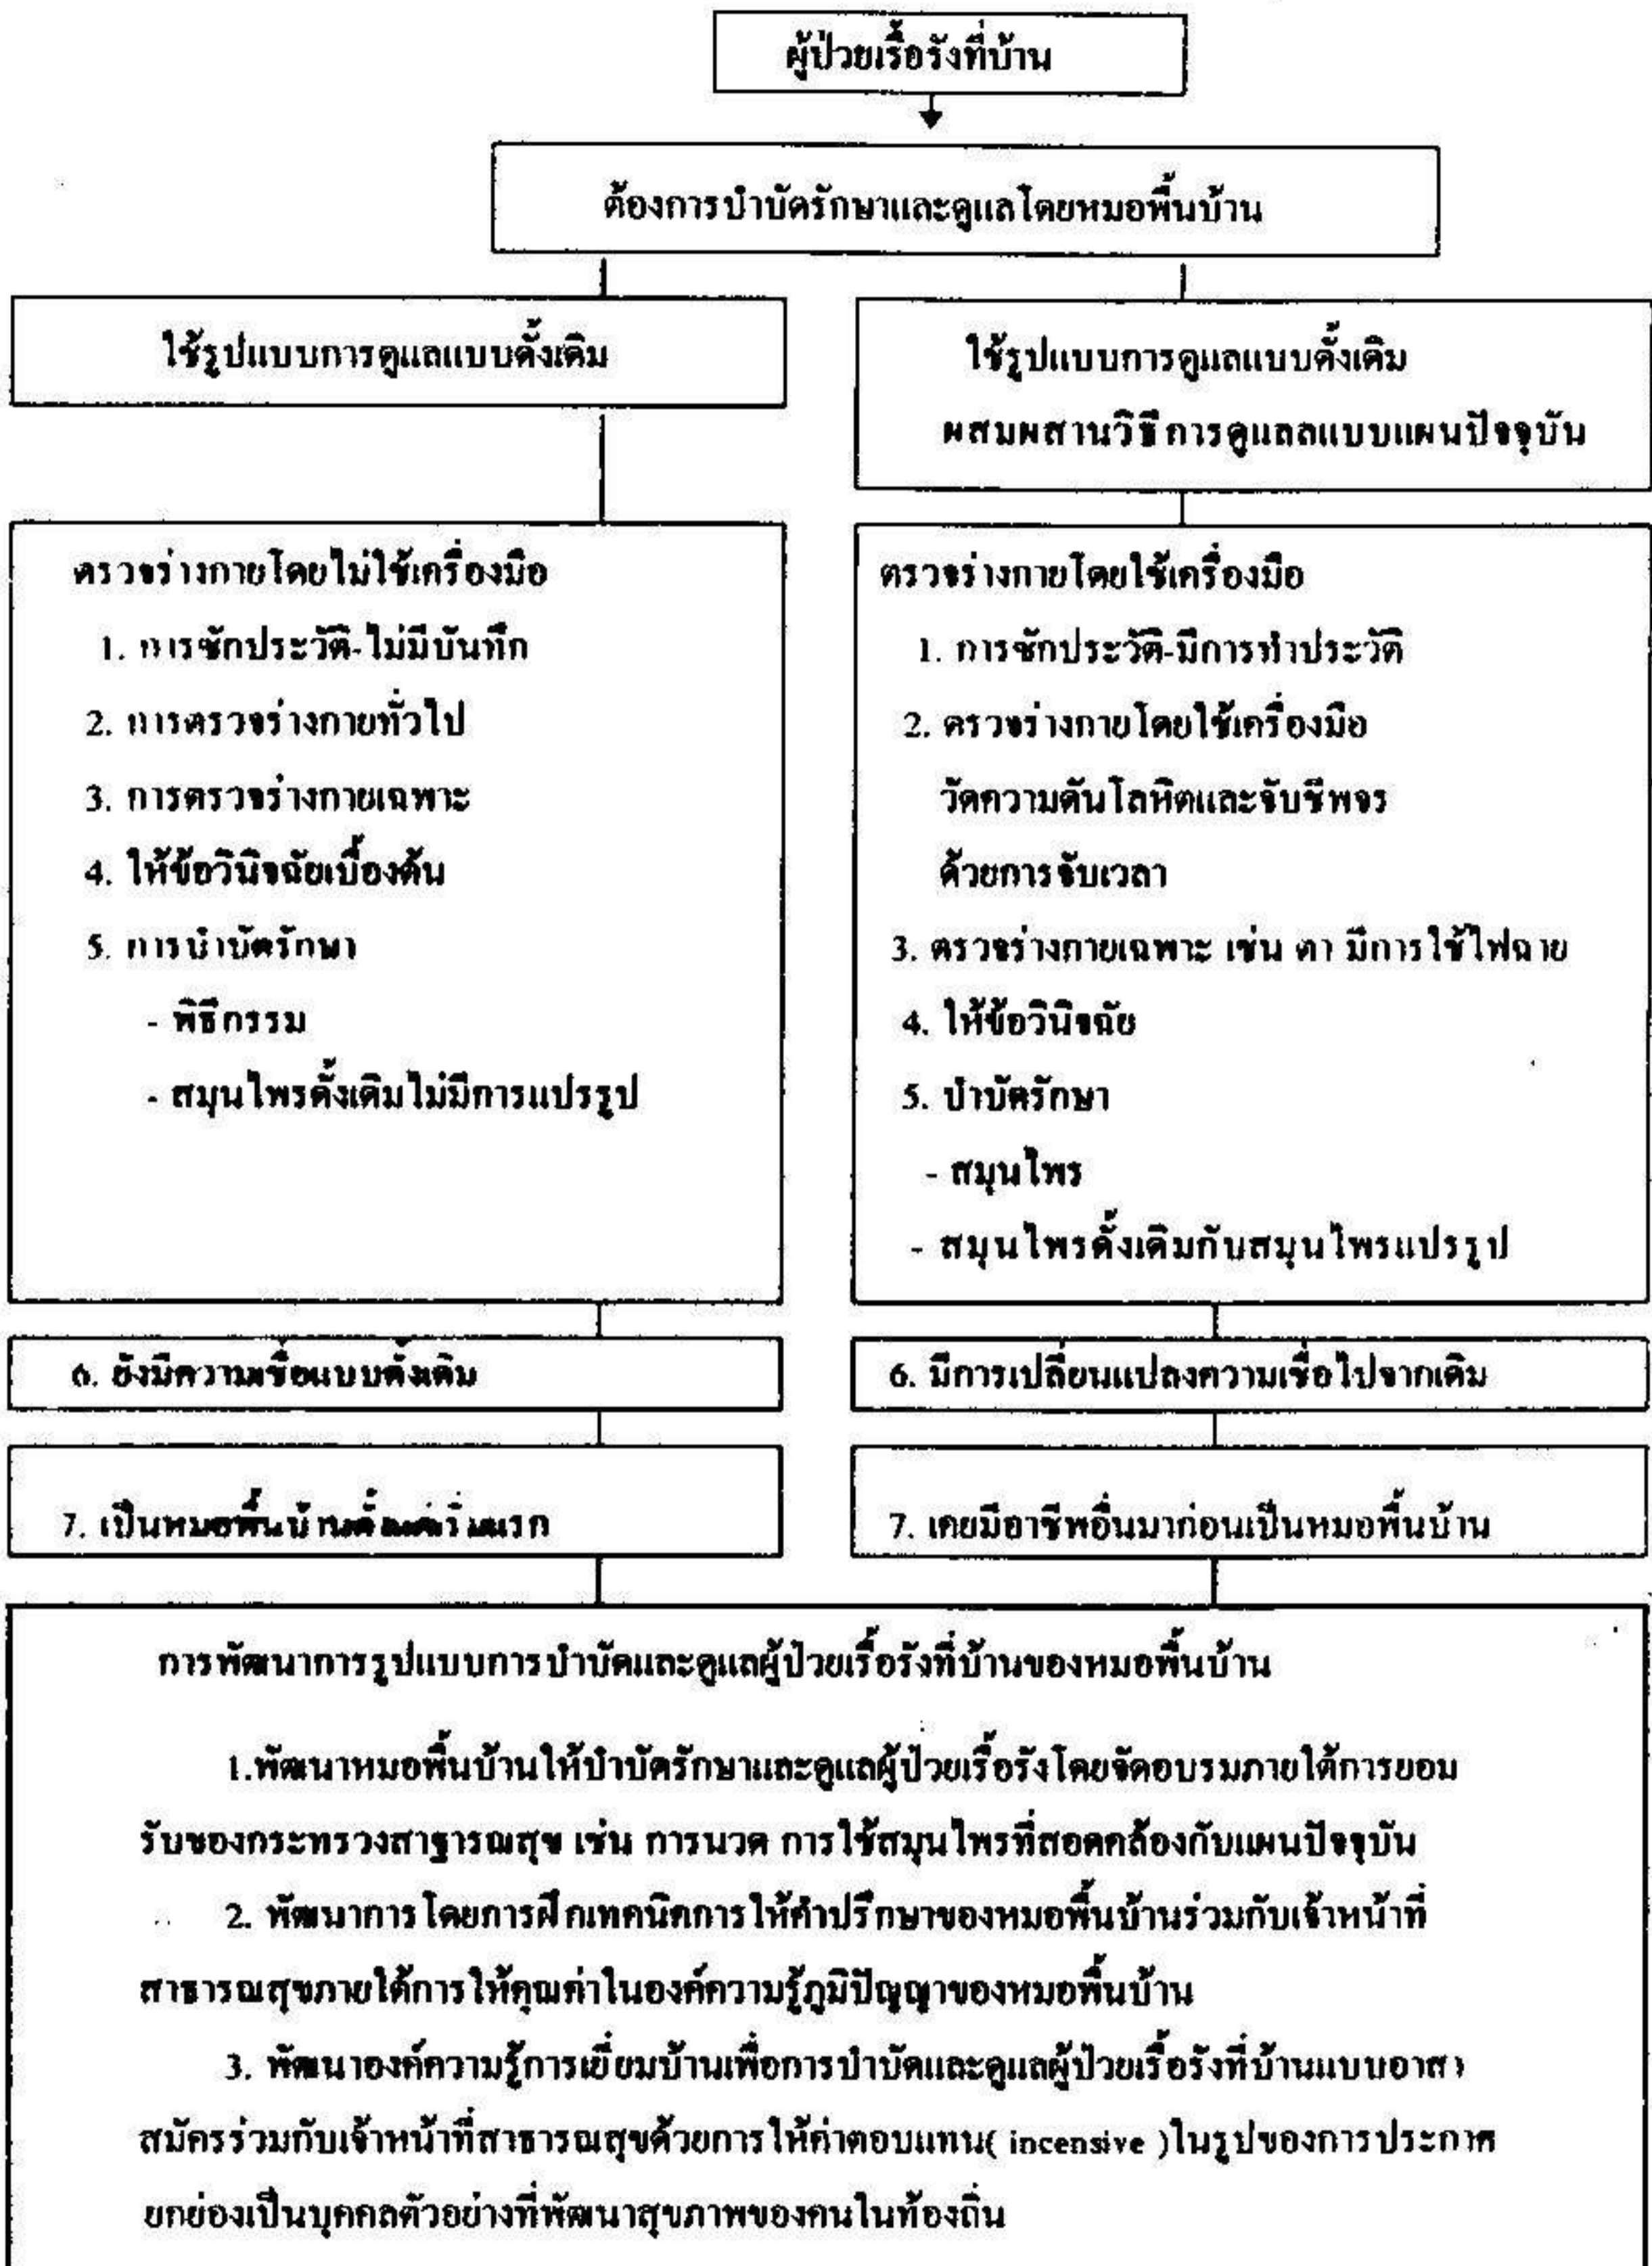 ผู้ป่วยเรื้อรังที่บ้าน
ต้องการบำบัดรักษาและดูแลโดยหมอพื้นบ้าน
ใช้รูปแบบการดูแลแบบดั้งเดิม
ตรวจร่างกายโดยไม่ใช้เครื่องมือ
1. การซักประวัติ-ไม่มีบันทึก
2. การตรวจร่างกายทั่วไป
3. การตรวจร่างกายเฉพาะ
4. ให้ข้อวินิจฉัยเบื้องต้น
5. การบำบัดรักษา
- พิธีกรรม
- สมุนไพรดั้งเดิมไม่มีการแปรรูป
6. ยังมีความเชื่อแบบดั้งเดิม
7. เป็นหมอพื้นบ้านตั้งแต่เริ่มแรก
ใช้รูปแบบการดูแลแบบดั้งเดิม
ผสมผสานวิธีการดูแลลแบบแผนปัจจุบัน
ตรวจร่างกายโดยใช้เครื่องมือ
1. การซักประวัติ-มีการทำประวัติ
2. ตรวจร่างกายโดยใช้เครื่องมือ
วัดความดันโลหิตและจับชีพจร
ด้วยการจับเวลา
3. ตรวจร่างกายเฉพาะ เช่น ตา มีการใช้ไฟฉาย
4. ให้ข้อวินิจฉัย
5. บำบัดรักษา
- สมุนไพร
- สมุนไพรดั้งเดิมกับสมุนไพรแปรรูป
6. มีการเปลี่ยนแปลงความเชื่อไปจากเดิม
7. เคยมีอาชีพอื่นมาก่อนเป็นหมอพื้นบ้าน
การพัฒนาการรูปแบบการบำบัดและดูแลผู้ป่วยเรื้อรังที่บ้านของหมอพื้นบ้าน
1.พัฒนาหมอพื้นบ้านให้บำบัดรักษาและดูแลผู้ป่วยเรื้อรังโดยจัดอบรมภายใต้การยอม
รับของกระทรวงสาธารณสุข เช่น การนวด การใช้สมุนไพรที่สอดคล้องกับแผนปัจจุบัน
2. พัฒนาการโดยการฝึกเทคนิคการให้คำปรึกษาของหมอพื้นบ้านร่วมกับเจ้าหน้าที่
สาธารณสุขภายใต้การให้คุณค่าในองค์ความรู้ภูมิปัญญาของหมอพื้นบ้าน
3. พัฒนาองค์ความรู้การเยี่ยมบ้านเพื่อการบำบัดและดูแลผู้ป่วยเรื้อรังที่บ้านแบบอาสา
สมัครร่วมกับเจ้าหน้าที่สาธารณสุขด้วยการให้ค่าตอบแทน( incensive )ในรูปของการประกาศ
ยกย่องเป็นบุคคลตัวอย่างที่พัฒนาสุขภาพของคนในท้องถิ่น